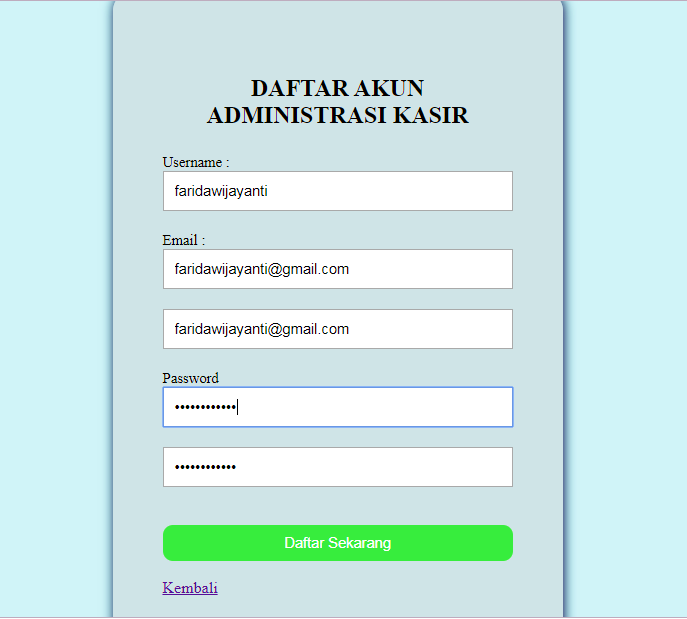 DAFTAR AKUN
ADMINISTRASI KASIR
Username :
faridawijayanti
Email :
faridawijayanti@gmail.com
faridawijayanti@gmail.com
Password
••••••••••••
••••••••••••
Daftar Sekarang
Kembali